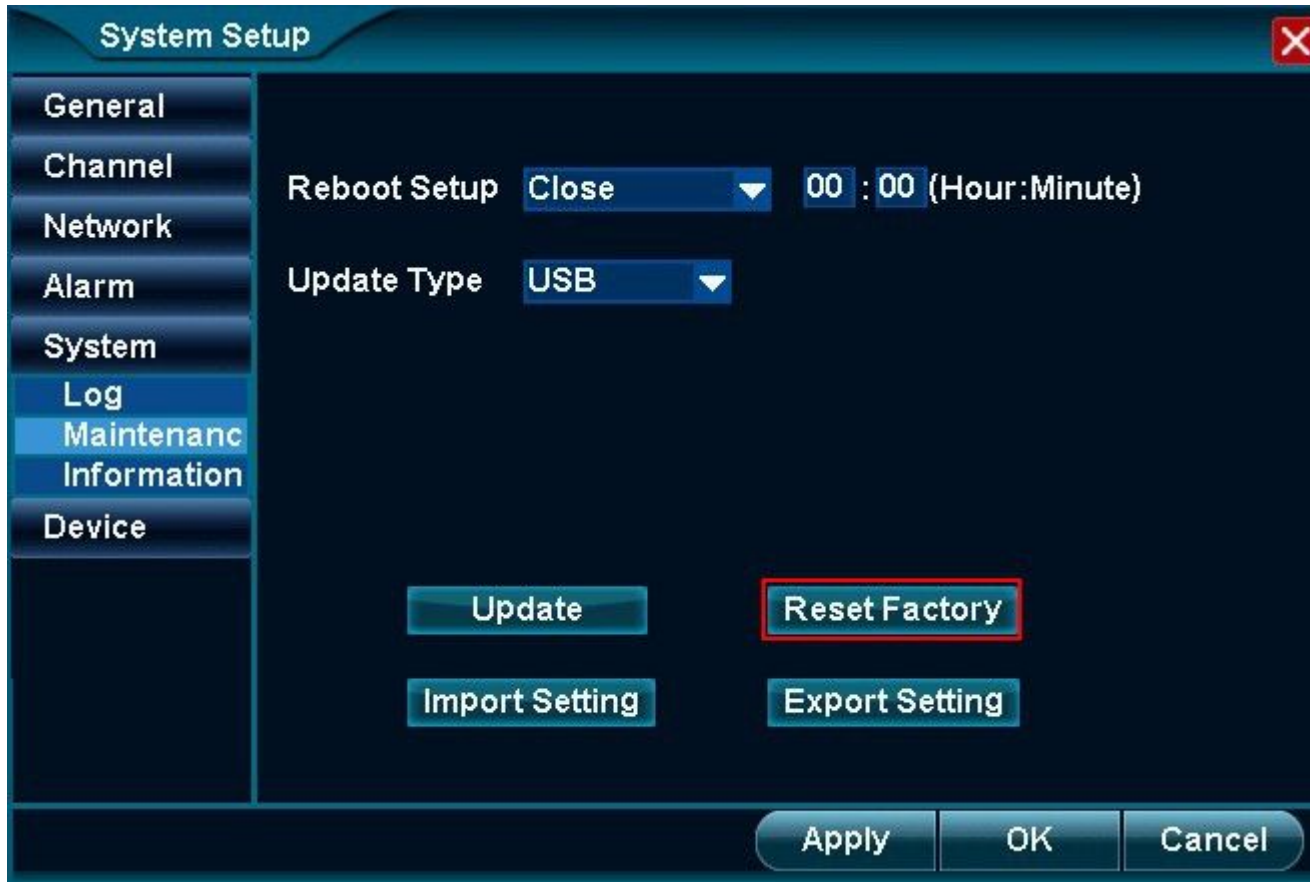 System Setup
General
Channel
Network
Alarm
System
Log
Maintenanc
Information
Device
Reboot Setup Close 00 : 00 (Hour:Minute)
Update Type USB
Update Reset Factory
Import Setting Export Setting
Apply OK Cancel